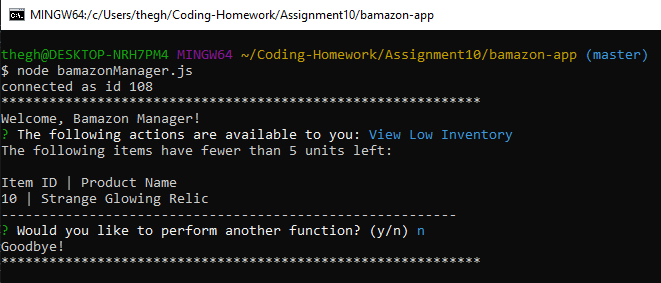 MINGW64:/c/Users/thegh/Coding-Homework/Assignment10/bamazon-app
thegh@DESKTOP-NRH7PM4 MINGW64 ~/Coding-Homework/Assignment10/bamazon-app (master)
$ node bamazonManager.js
connected as id 108
************************************************************
Welcome, Bamazon Manager!
? The following actions are available to you: View Low Inventory
The following items have fewer than 5 units left:
Item ID | Product Name
10 | Strange Glowing Relic
---------------------------------------------------------
? Would you like to perform another function? (y/n) n
Goodbye!
************************************************************